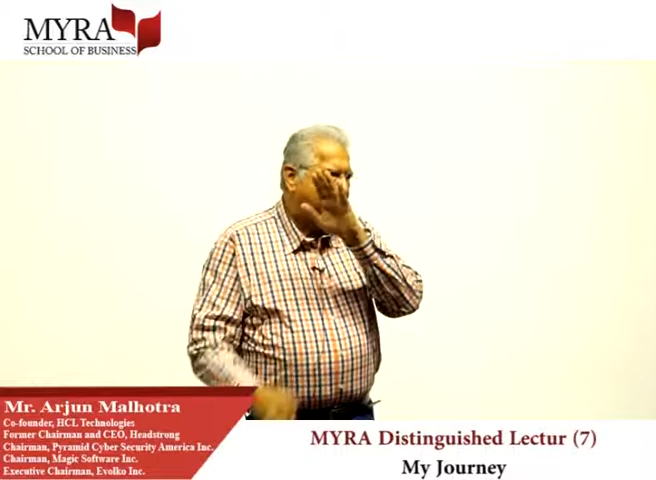 MYRA
SCHOOL OF BUSINESS
Mr. Arjun Malhotra
Co-founder, HCL Technologies
Former Chairman and CEO, Headstrong
Chairman, Pyramid Cyber Security America Inc.
Chairman, Magic Software Inc.
Executive Chairman, Evolko Inc.
MYRA Distinguished Lectur (7)
My Journey